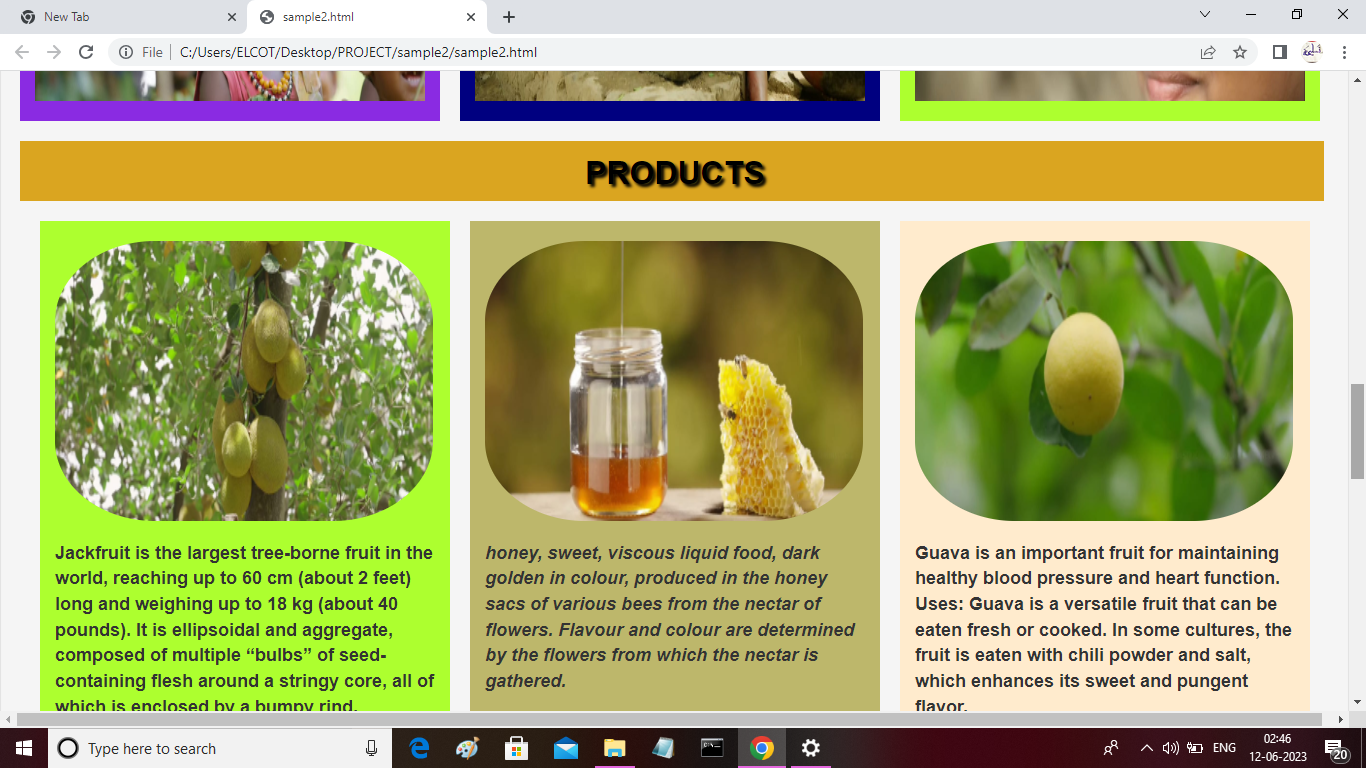 New Tab
sample2.html
File
C:/Users/ELCOT/Desktop/PROJECT/sample2/sample2.html
PRODUCTS
Jackfruit is the largest tree-borne fruit in the
world, reaching up to 60 cm (about 2 feet)
long and weighing up to 18 kg (about 40
pounds). It is ellipsoidal and aggregate,
composed of multiple “bulbs” of seed-
containing flesh around a stringy core, all of
which is enclosed by a bumpy rind.
honey, sweet, viscous liquid food, dark
golden in colour, produced in the honey
sacs of various bees from the nectar of
flowers. Flavour and colour are determined
by the flowers from which the nectar is
gathered.
Guava is an important fruit for maintaining
healthy blood pressure and heart function.
Uses: Guava is a versatile fruit that can be
eaten fresh or cooked. In some cultures, the
fruit is eaten with chili powder and salt,
which enhances its sweet and pungent
flavor.
Type here to search
ENG
02:46
12-06-2023
20